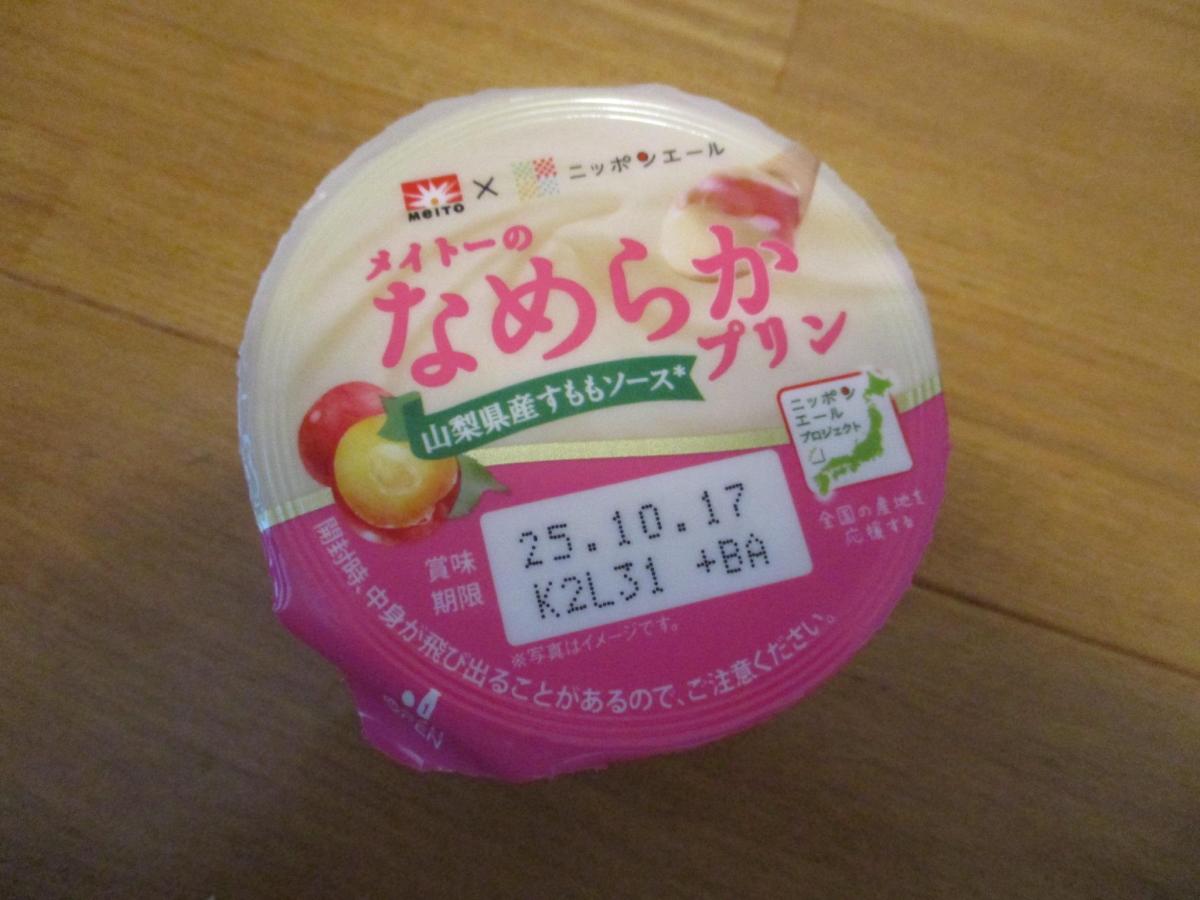 MEITO × ニッポンエール
メイトーの
なめらか
プリン
山梨県産すももソース*
ニッポン
エール
プロジェクト
全国の産地を
応援する
賞味
期限
25.10.17
K2L31 +BA
※写真はイメージです。
開封時、中身が飛び出ることがあるので、ご注意ください。
OPEN